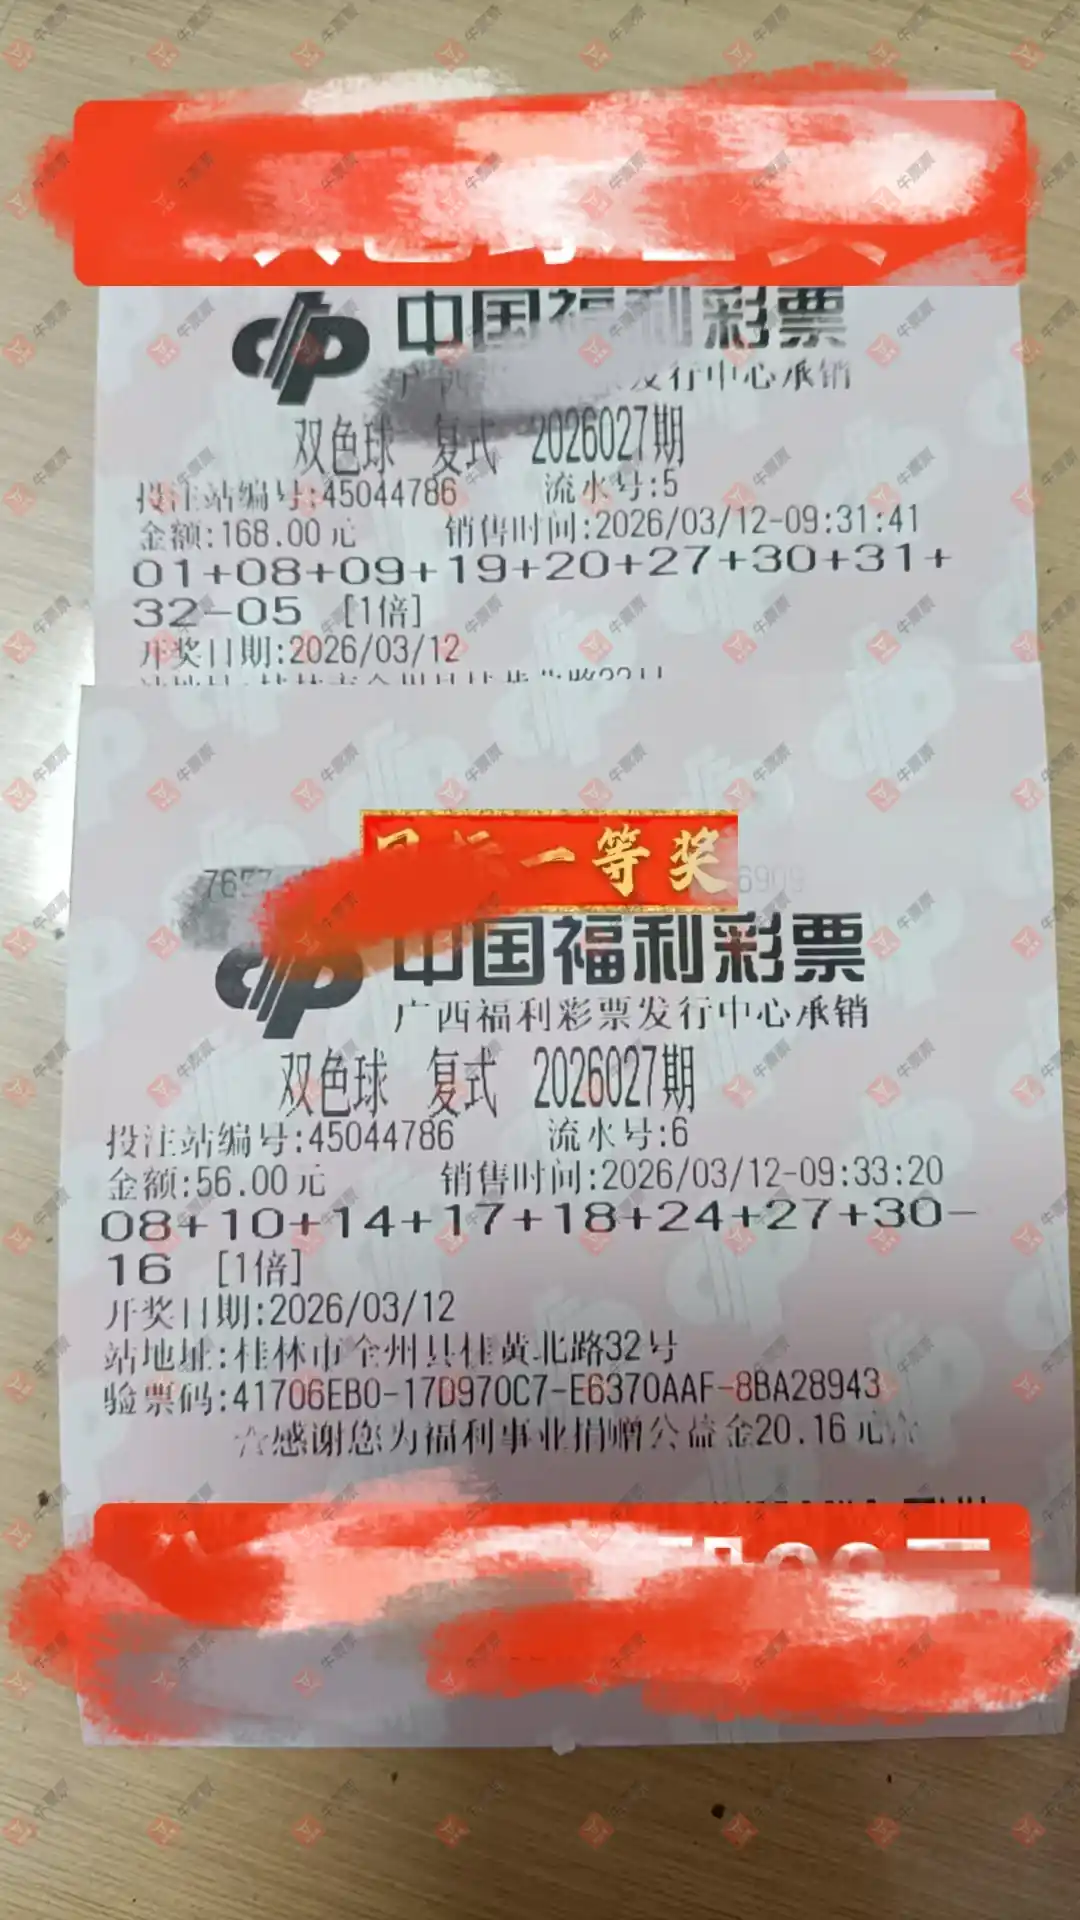 中国福利彩票
广西 票发行中心承销
双色球 复式 2026027期
投注站编号:45044786 流水号:5
金额:168.00元 销售时间:2026/03/12-09:31:41
01+08+09+19+20+27+30+31+
32-05 [1倍]
开奖日期:2026/03/12
一等奖
中国福利彩票
广西福利彩票发行中心承销
双色球 复式 2026027期
投注站编号:45044786 流水号:6
金额:56.00元 销售时间:2026/03/12-09:33:20
08+10+14+17+18+24+27+30-
16 [1倍]
开奖日期:2026/03/12
站地址:桂林市全州县桂黄北路32号
验票码:41706EB0-17D970C7-E6370AAF-8BA28943
☆感谢您为福利事业捐赠公益金20.16元☆
牛票票